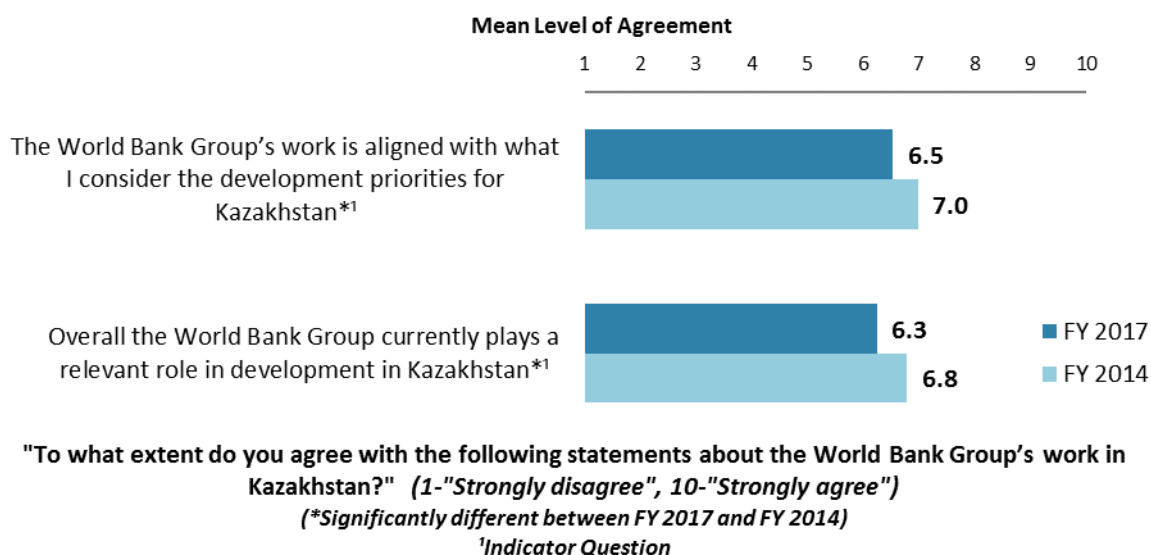 Mean Level of Agreement
1 2 3 4 5 6 7 8 9 10
The World Bank Group’s work is aligned with what
I consider the development priorities for
Kazakhstan*¹
6.5
7.0
Overall the World Bank Group currently plays a
relevant role in development in Kazakhstan*¹
6.3
6.8
FY 2017
FY 2014
"To what extent do you agree with the following statements about the World Bank Group’s work in
Kazakhstan?" (1-"Strongly disagree", 10-"Strongly agree")
(*Significantly different between FY 2017 and FY 2014)
¹Indicator Question